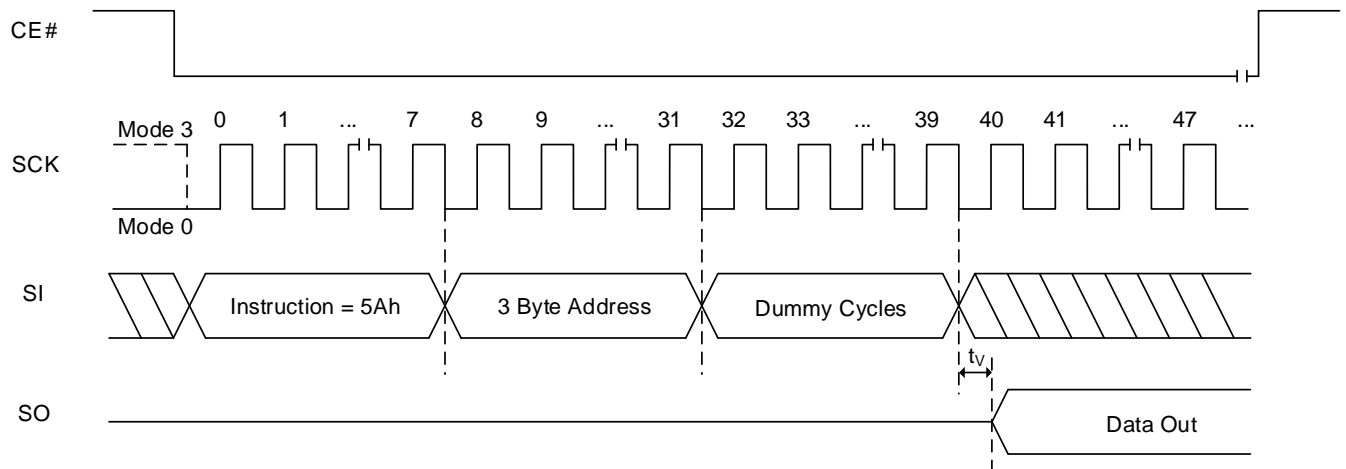 CE#
Mode 3 0 1 ... 7 8 9 ... 31 32 33 ... 39 40 41 ... 47 ...
SCK
Mode 0
SI Instruction = 5Ah 3 Byte Address Dummy Cycles
tV
SO Data Out